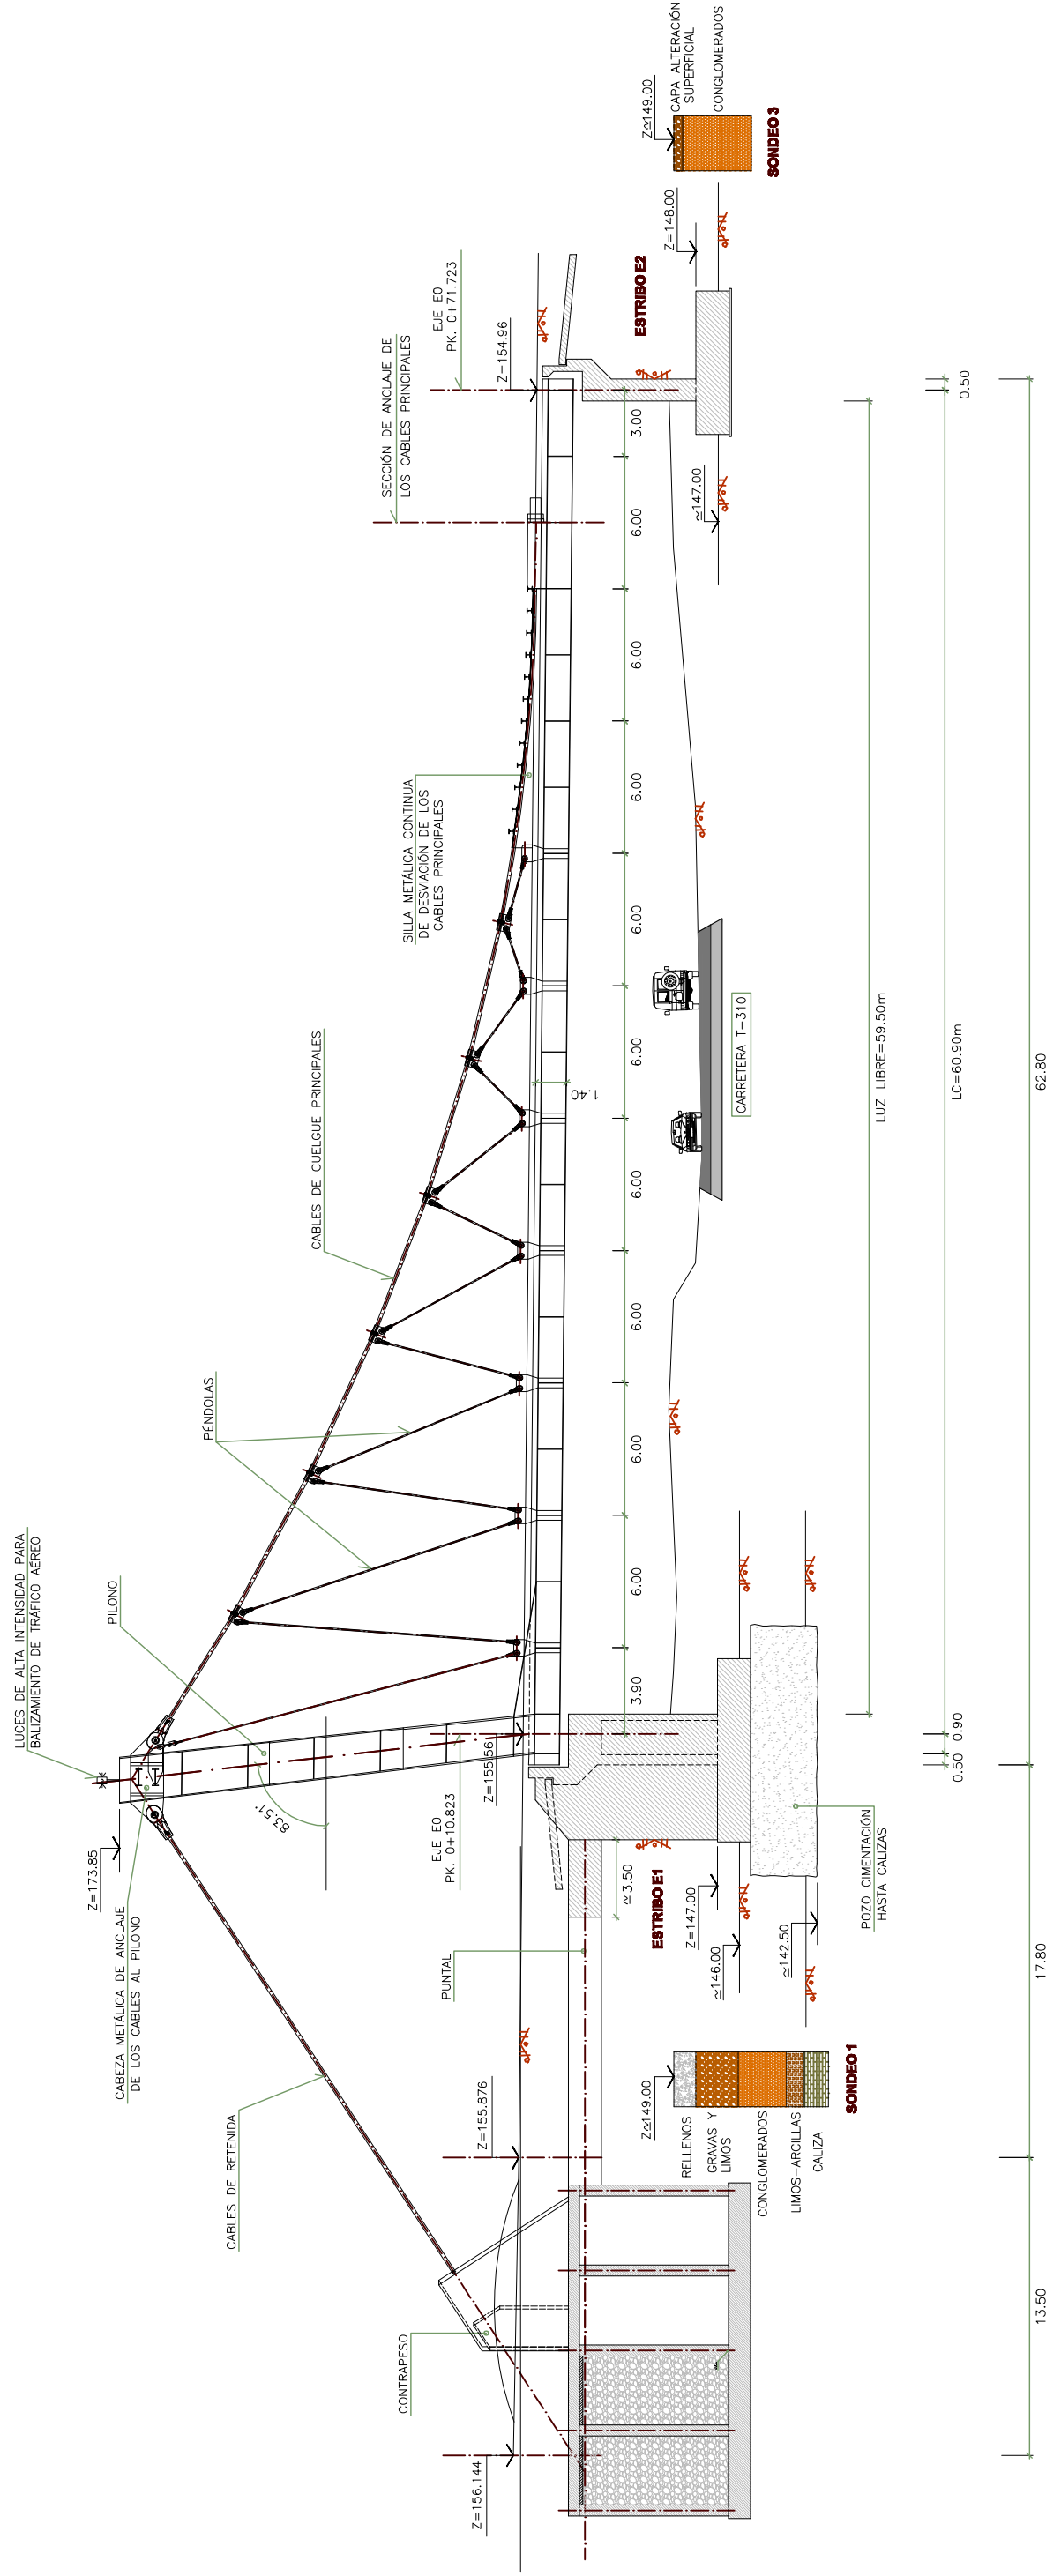 LUCES DE ALTA INTENSIDAD PARA
BALIZAMIENTO DE TRÁFICO AÉREO
PILONO
PÉNDOLAS
CABLES DE CUELGUE PRINCIPALES
SILLA METÁLICA CONTINUA
DE DESVIACIÓN DE LOS
CABLES PRINCIPALES
SECCIÓN DE ANCLAJE DE
LOS CABLES PRINCIPALES
EJE E0
PK. 0+71.723
Z=154.96
Z=173.85
CABEZA METÁLICA DE ANCLAJE
DE LOS CABLES AL PILONO
83.51°
CABLES DE RETENIDA
CONTRAPESO
Z=156.144
Z=155.876
PUNTAL
EJE E0
PK. 0+10.823
Z=155.56
1.40
≃3.50
3.90
6.00
6.00
6.00
6.00
6.00
6.00
6.00
6.00
6.00
3.00
ESTRIBO E1
ESTRIBO E2
Z=147.00
≃146.00
≃142.50
POZO CIMENTACIÓN
HASTA CALIZAS
CARRETERA T-310
≃147.00
Z=148.00
Z≃149.00
RELLENOS
GRAVAS Y
LIMOS
CONGLOMERADOS
LIMOS-ARCILLAS
CALIZA
SONDEO 1
Z≃149.00
CAPA ALTERACIÓN
SUPERFICIAL
CONGLOMERADOS
SONDEO 3
LUZ LIBRE=59.50m
0.50
0.90
LC=60.90m
0.50
13.50
17.80
62.80